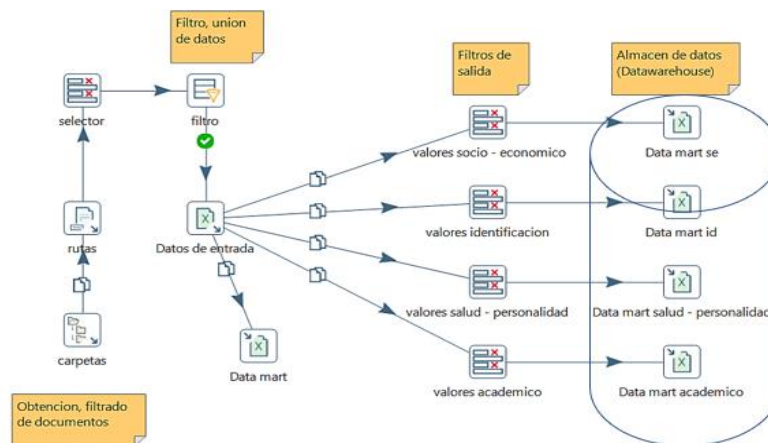 Filtro, union
de datos
Filtros de
salida
Almacen de datos
(Datawarehouse)
selector
filtro
valores socio - economico
Data mart se
rutas
Datos de entrada
valores identificacion
Data mart id
valores salud - personalidad
Data mart salud - personalidad
carpetas
Data mart
valores academico
Data mart academico
Obtencion, filtrado
de documentos